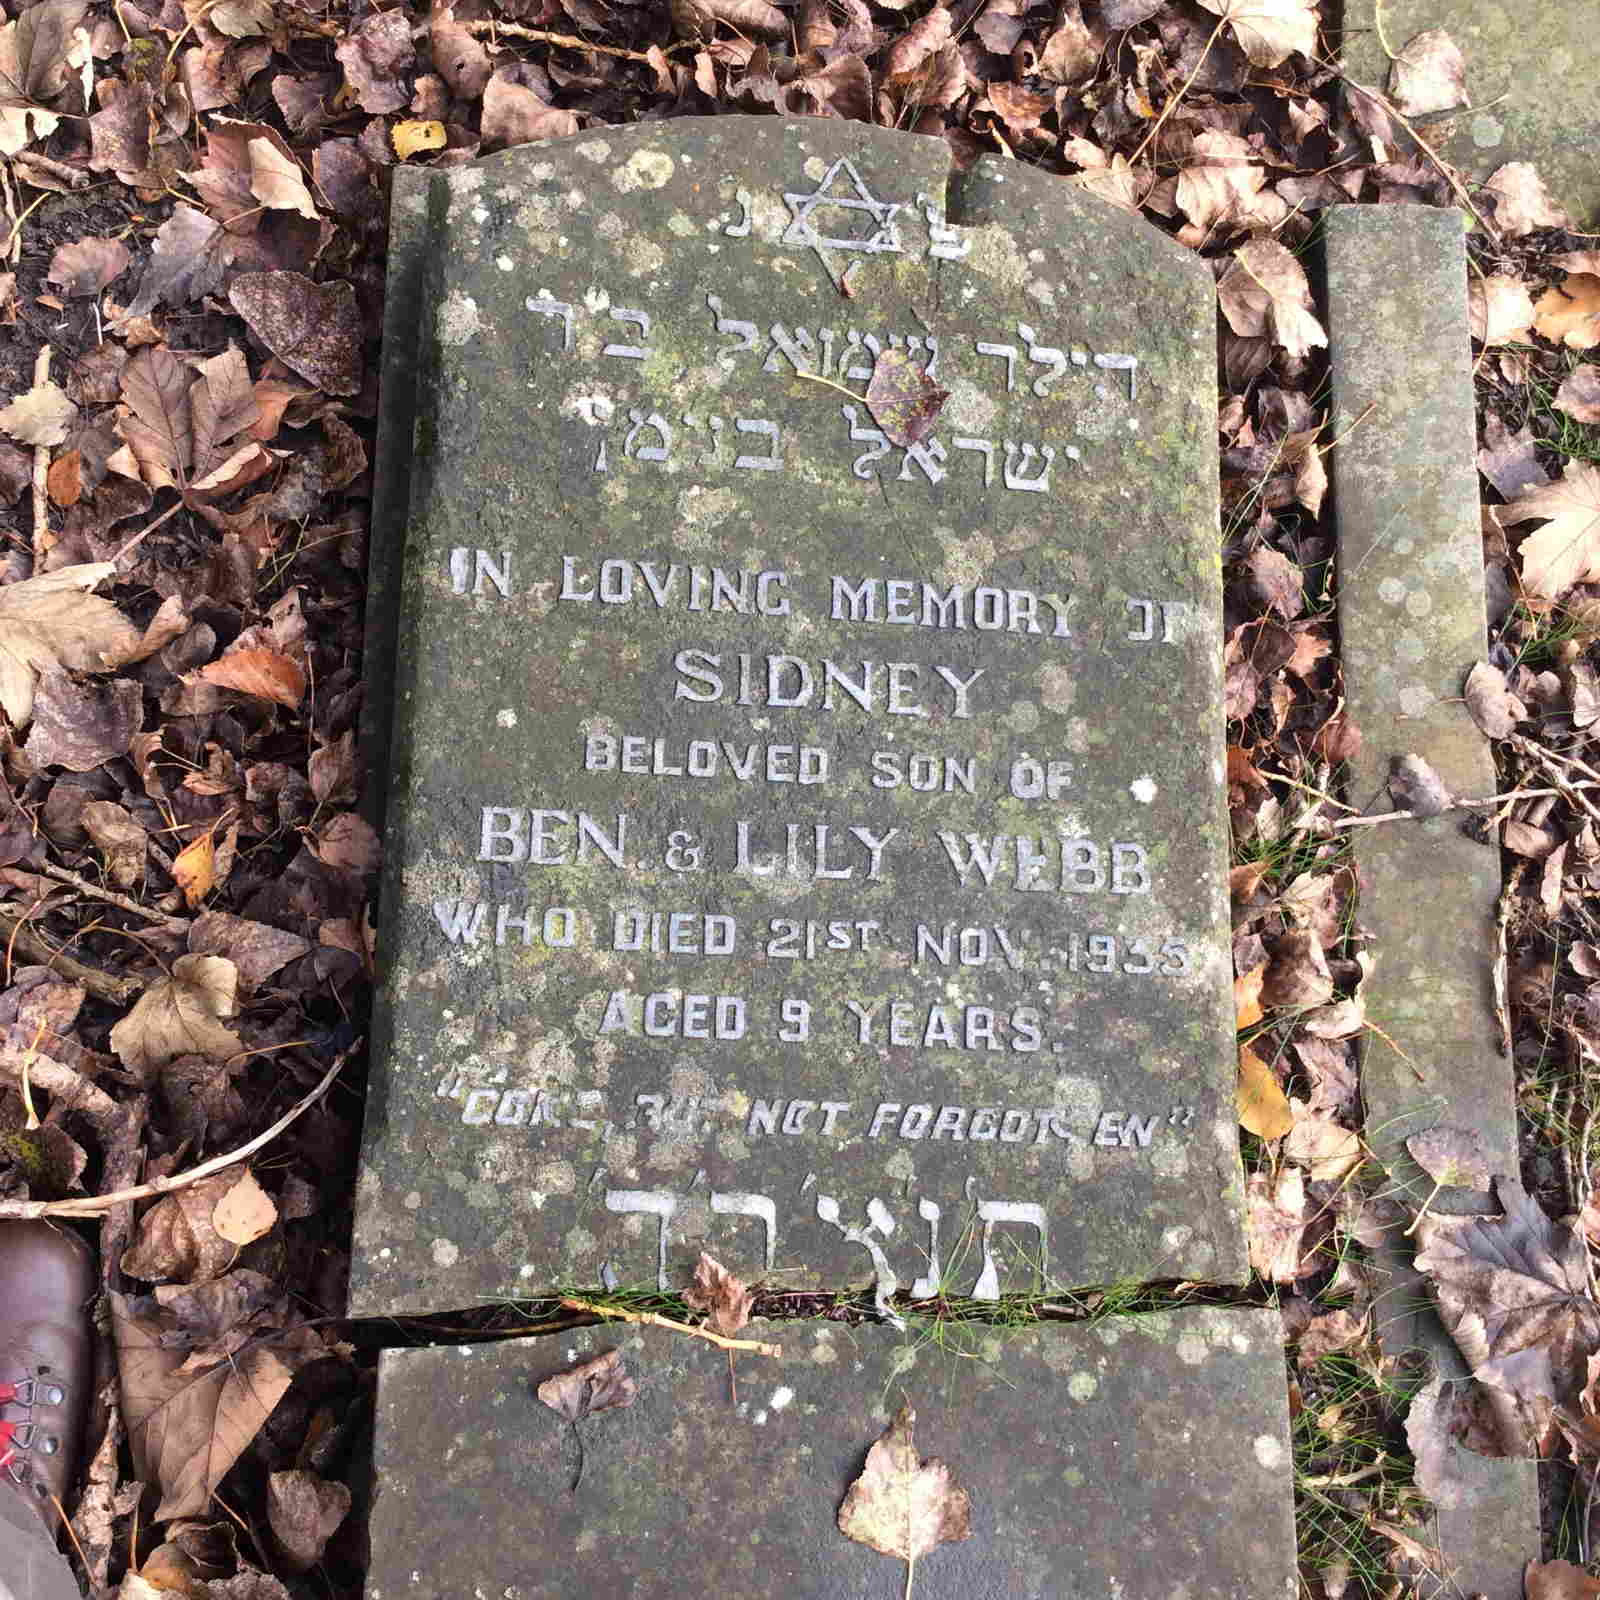 פ נ
הילד שמואל בר
ישראל בנימן
IN LOVING MEMORY OF
SIDNEY
BELOVED SON OF
BEN & LILY WEBB
WHO DIED 21ST NOV. 1935
AGED 9 YEARS.
"GONE, BUT NOT FORGOTTEN"
ת'נ'צ'ר'ד'